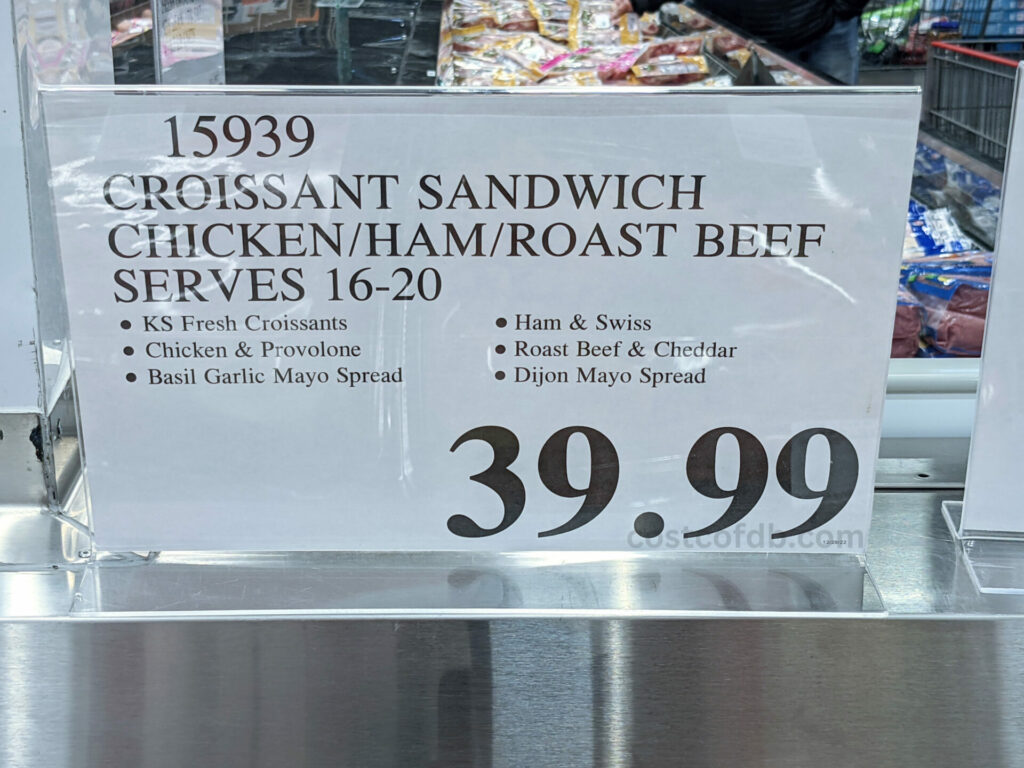 15939
CROISSANT SANDWICH
CHICKEN/HAM/ROAST BEEF
SERVES 16-20
• KS Fresh Croissants
• Chicken & Provolone
• Basil Garlic Mayo Spread
• Ham & Swiss
• Roast Beef & Cheddar
• Dijon Mayo Spread
39.99
costcofdb.com